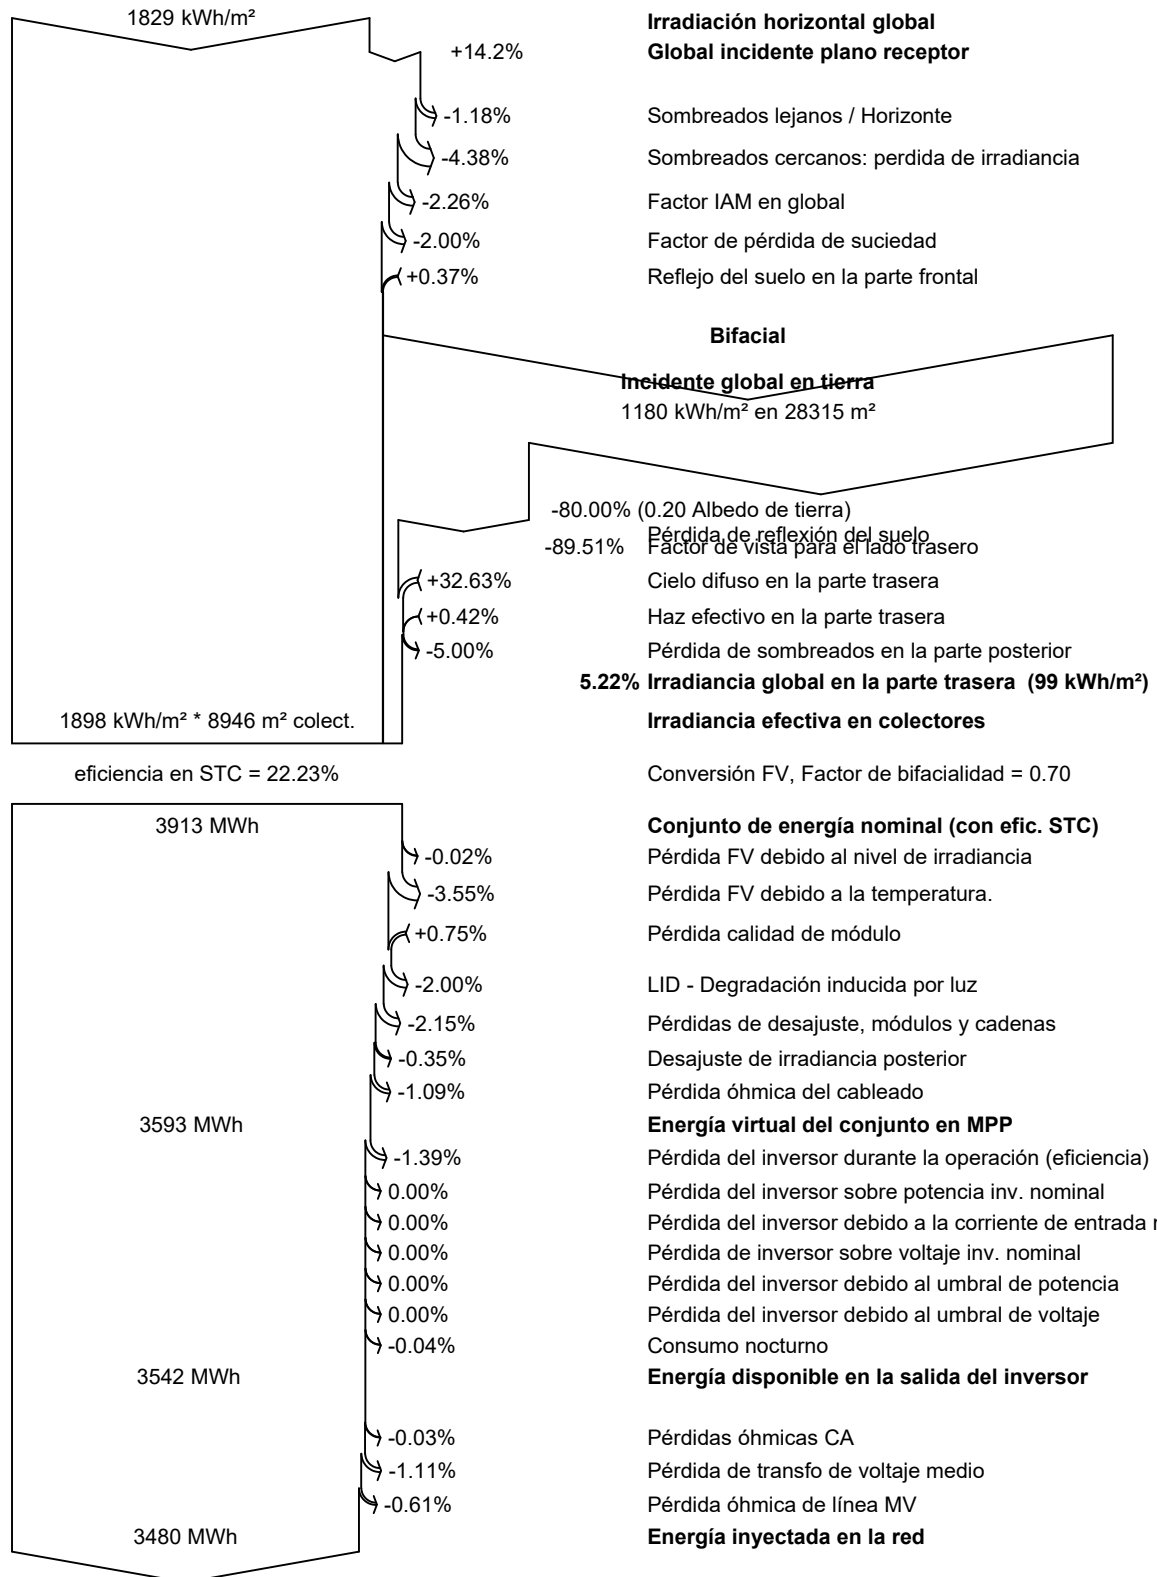 1829 kWh/m² Irradiación horizontal global
+14.2% Global incidente plano receptor
-1.18% Sombreados lejanos / Horizonte
-4.38% Sombreados cercanos: perdida de irradiancia
-2.26% Factor IAM en global
-2.00% Factor de pérdida de suciedad
+0.37% Reflejo del suelo en la parte frontal
Bifacial
Incidente global en tierra
1180 kWh/m² en 28315 m²
-80.00% (0.20 Albedo de tierra)
Pérdida de reflexión del suelo
-89.51% Factor de vista para el lado trasero
+32.63% Cielo difuso en la parte trasera
+0.42% Haz efectivo en la parte trasera
-5.00% Pérdida de sombreados en la parte posterior
5.22% Irradiancia global en la parte trasera (99 kWh/m²)
1898 kWh/m² * 8946 m² colect. Irradiancia efectiva en colectores
eficiencia en STC = 22.23% Conversión FV, Factor de bifacialidad = 0.70
3913 MWh Conjunto de energía nominal (con efic. STC)
-0.02% Pérdida FV debido al nivel de irradiancia
-3.55% Pérdida FV debido a la temperatura.
+0.75% Pérdida calidad de módulo
-2.00% LID - Degradación inducida por luz
-2.15% Pérdidas de desajuste, módulos y cadenas
-0.35% Desajuste de irradiancia posterior
-1.09% Pérdida óhmica del cableado
3593 MWh Energía virtual del conjunto en MPP
-1.39% Pérdida del inversor durante la operación (eficiencia)
0.00% Pérdida del inversor sobre potencia inv. nominal
0.00% Pérdida del inversor debido a la corriente de entrada
0.00% Pérdida de inversor sobre voltaje inv. nominal
0.00% Pérdida del inversor debido al umbral de potencia
0.00% Pérdida del inversor debido al umbral de voltaje
-0.04% Consumo nocturno
3542 MWh Energía disponible en la salida del inversor
-0.03% Pérdidas óhmicas CA
-1.11% Pérdida de transfo de voltaje medio
-0.61% Pérdida óhmica de línea MV
3480 MWh Energía inyectada en la red